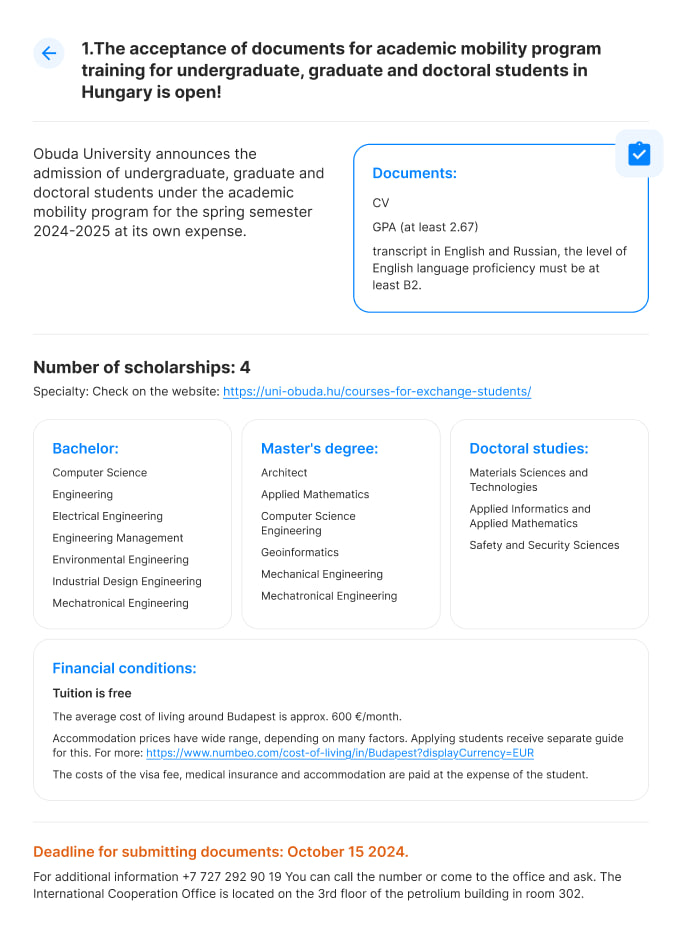 1.The acceptance of documents for academic mobility program
training for undergraduate, graduate and doctoral students in
Hungary is open!
Obuda University announces the
admission of undergraduate, graduate and
doctoral students under the academic
mobility program for the spring semester
2024-2025 at its own expense.
Documents:
CV
GPA (at least 2.67)
transcript in English and Russian, the level of
English language proficiency must be at
least B2.
Number of scholarships: 4
Specialty: Check on the website: https://uni-obuda.hu/courses-for-exchange-students/
Bachelor:
Computer Science
Engineering
Electrical Engineering
Engineering Management
Environmental Engineering
Industrial Design Engineering
Mechatronical Engineering
Master's degree:
Architect
Applied Mathematics
Computer Science
Engineering
Geoinformatics
Mechanical Engineering
Mechatronical Engineering
Doctoral studies:
Materials Sciences and
Technologies
Applied Informatics and
Applied Mathematics
Safety and Security Sciences
Financial conditions:
Tuition is free
The average cost of living around Budapest is approx. 600 €/month.
Accommodation prices have wide range, depending on many factors. Applying students receive separate guide
for this. For more: https://www.numbeo.com/cost-of-living/in/Budapest?displayCurrency=EUR
The costs of the visa fee, medical insurance and accommodation are paid at the expense of the student.
Deadline for submitting documents: October 15 2024.
For additional information +7 727 292 90 19 You can call the number or come to the office and ask. The
International Cooperation Office is located on the 3rd floor of the petrolium building in room 302.